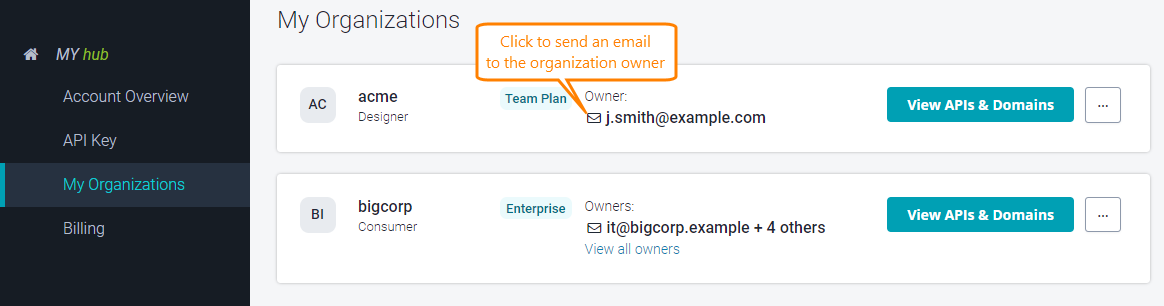 My Organizations
Click to send an email
to the organization owner
MY hub
Account Overview
API Key
My Organizations
Billing
AC
acme
Designer
Team Plan
Owner:
j.smith@example.com
View APIs & Domains
...
BI
bigcorp
Consumer
Enterprise
Owners:
it@bigcorp.example + 4 others
View all owners
View APIs & Domains
...